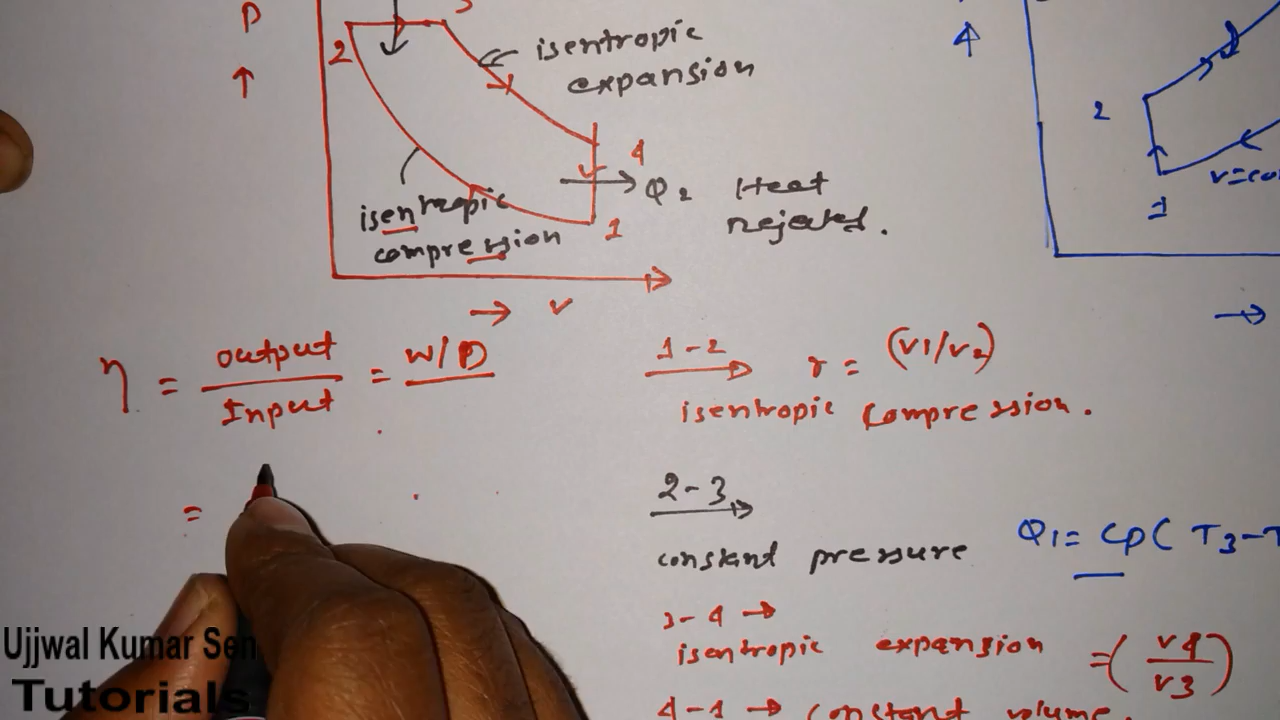 P
2
isentropic
expansion
4
Q2 Heat
rejected.
isentropic
compression
1
v
2
1
η = output / Input = W/D
=
1-2 r = (v1/v2)
isentropic compression.
2-3
constant pressure Q1= Cp( T3-
3-4 →
isentropic expansion =(v4/v3)
4-1 → constant volume.
Ujjwal Kumar Sen
Tutorials